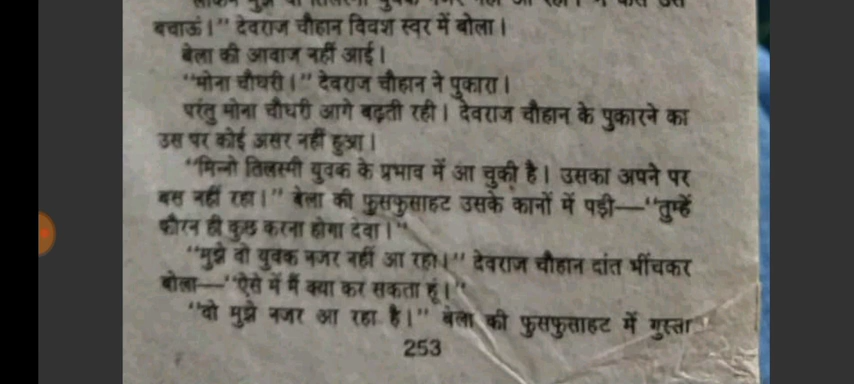 बचाऊं।" देवराज चौहान विवश स्वर में बोला।
बेला की आवाज नहीं आई।
"मोना चौधरी।" देवराज चौहान ने पुकारा।
परंतु मोना चौधरी आगे बढ़ती रही। देवराज चौहान के पुकारने का
उस पर कोई असर नहीं हुआ।
"मिन्नो तिलस्मी युवक के प्रभाव में आ चुकी है। उसका अपने पर
बस नहीं रहा।" बेला की फुसफुसाहट उसके कानों में पड़ी—"तुम्हें
फौरन ही कुछ करना होगा देवा।"
"मुझे वो युवक नजर नहीं आ रहा।" देवराज चौहान दांत भींचकर
बोला—"ऐसे में मैं क्या कर सकता हूं।"
"वो मुझे नजर आ रहा है।" बेला की फुसफुसाहट में गुस्सा
253